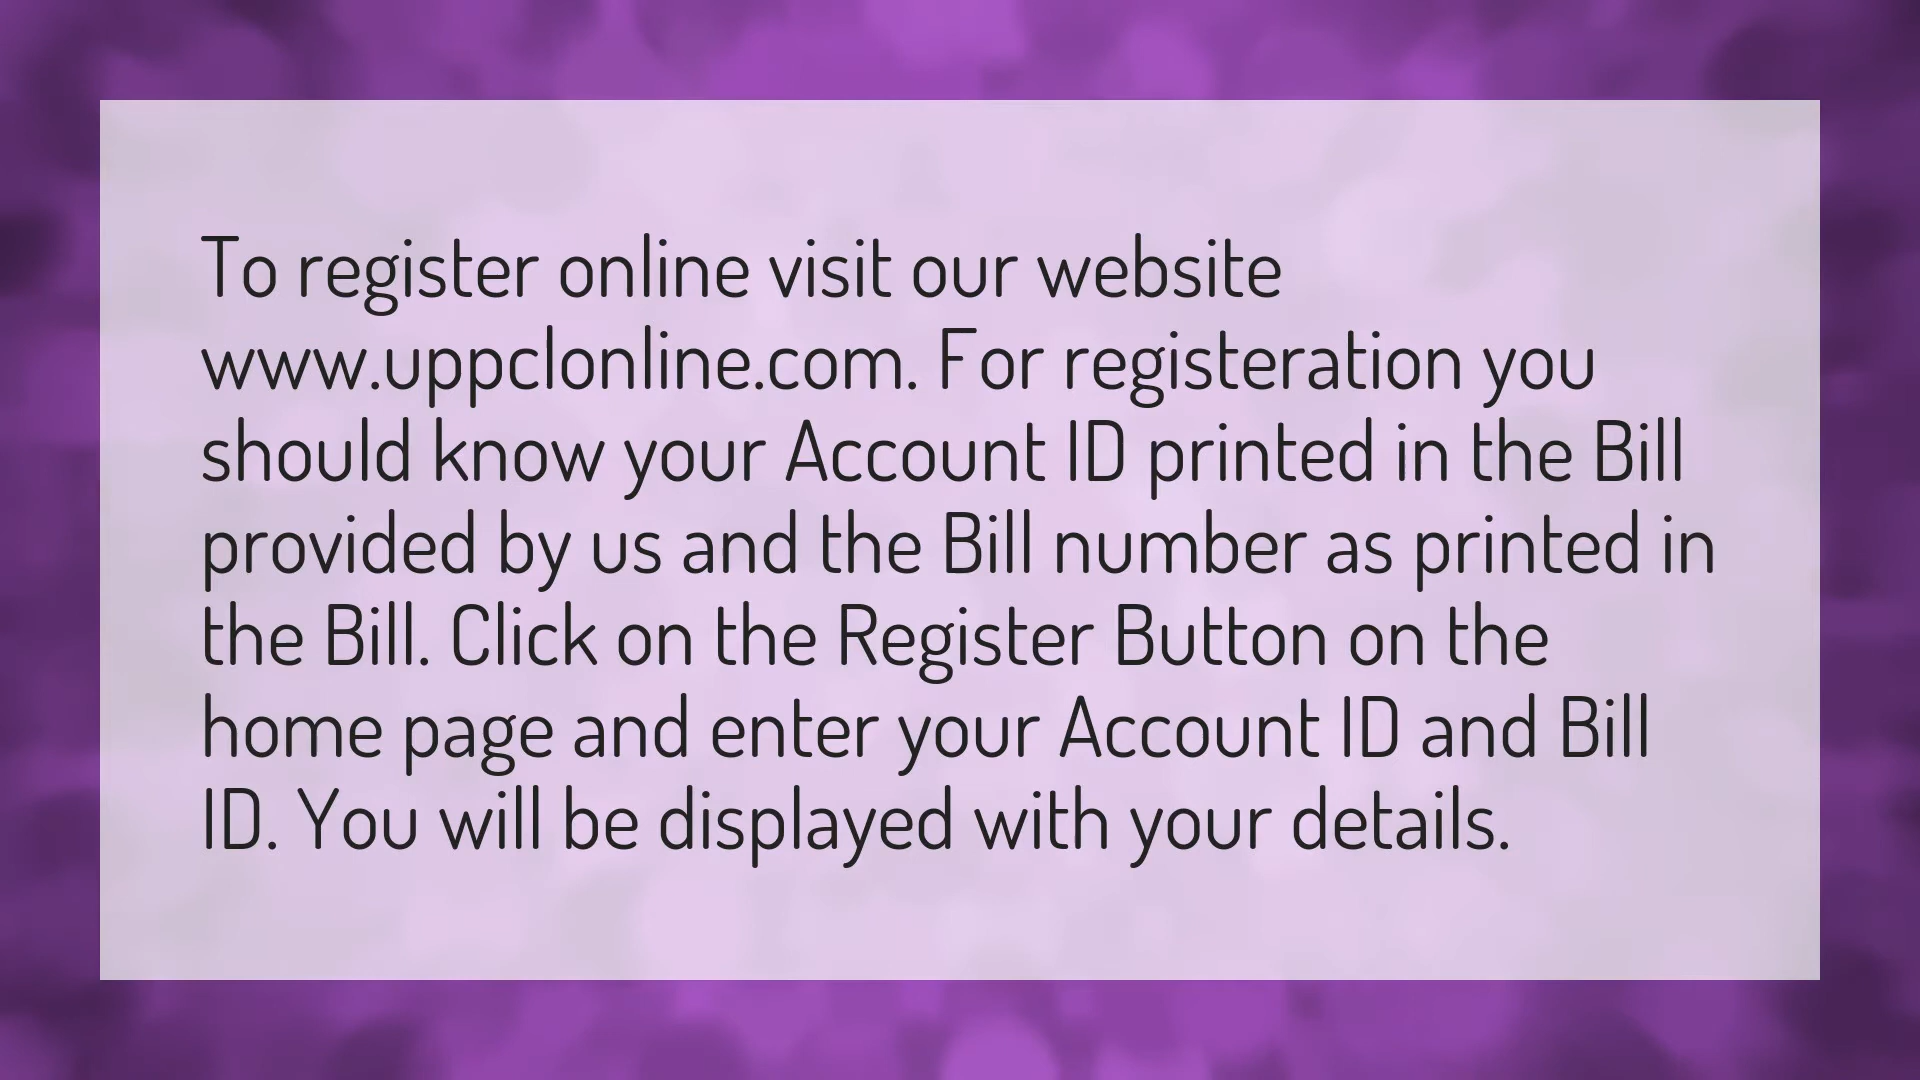 To register online visit our website
www.uppclonline.com. For registeration you
should know your Account ID printed in the Bill
provided by us and the Bill number as printed in
the Bill. Click on the Register Button on the
home page and enter your Account ID and Bill
ID. You will be displayed with your details.